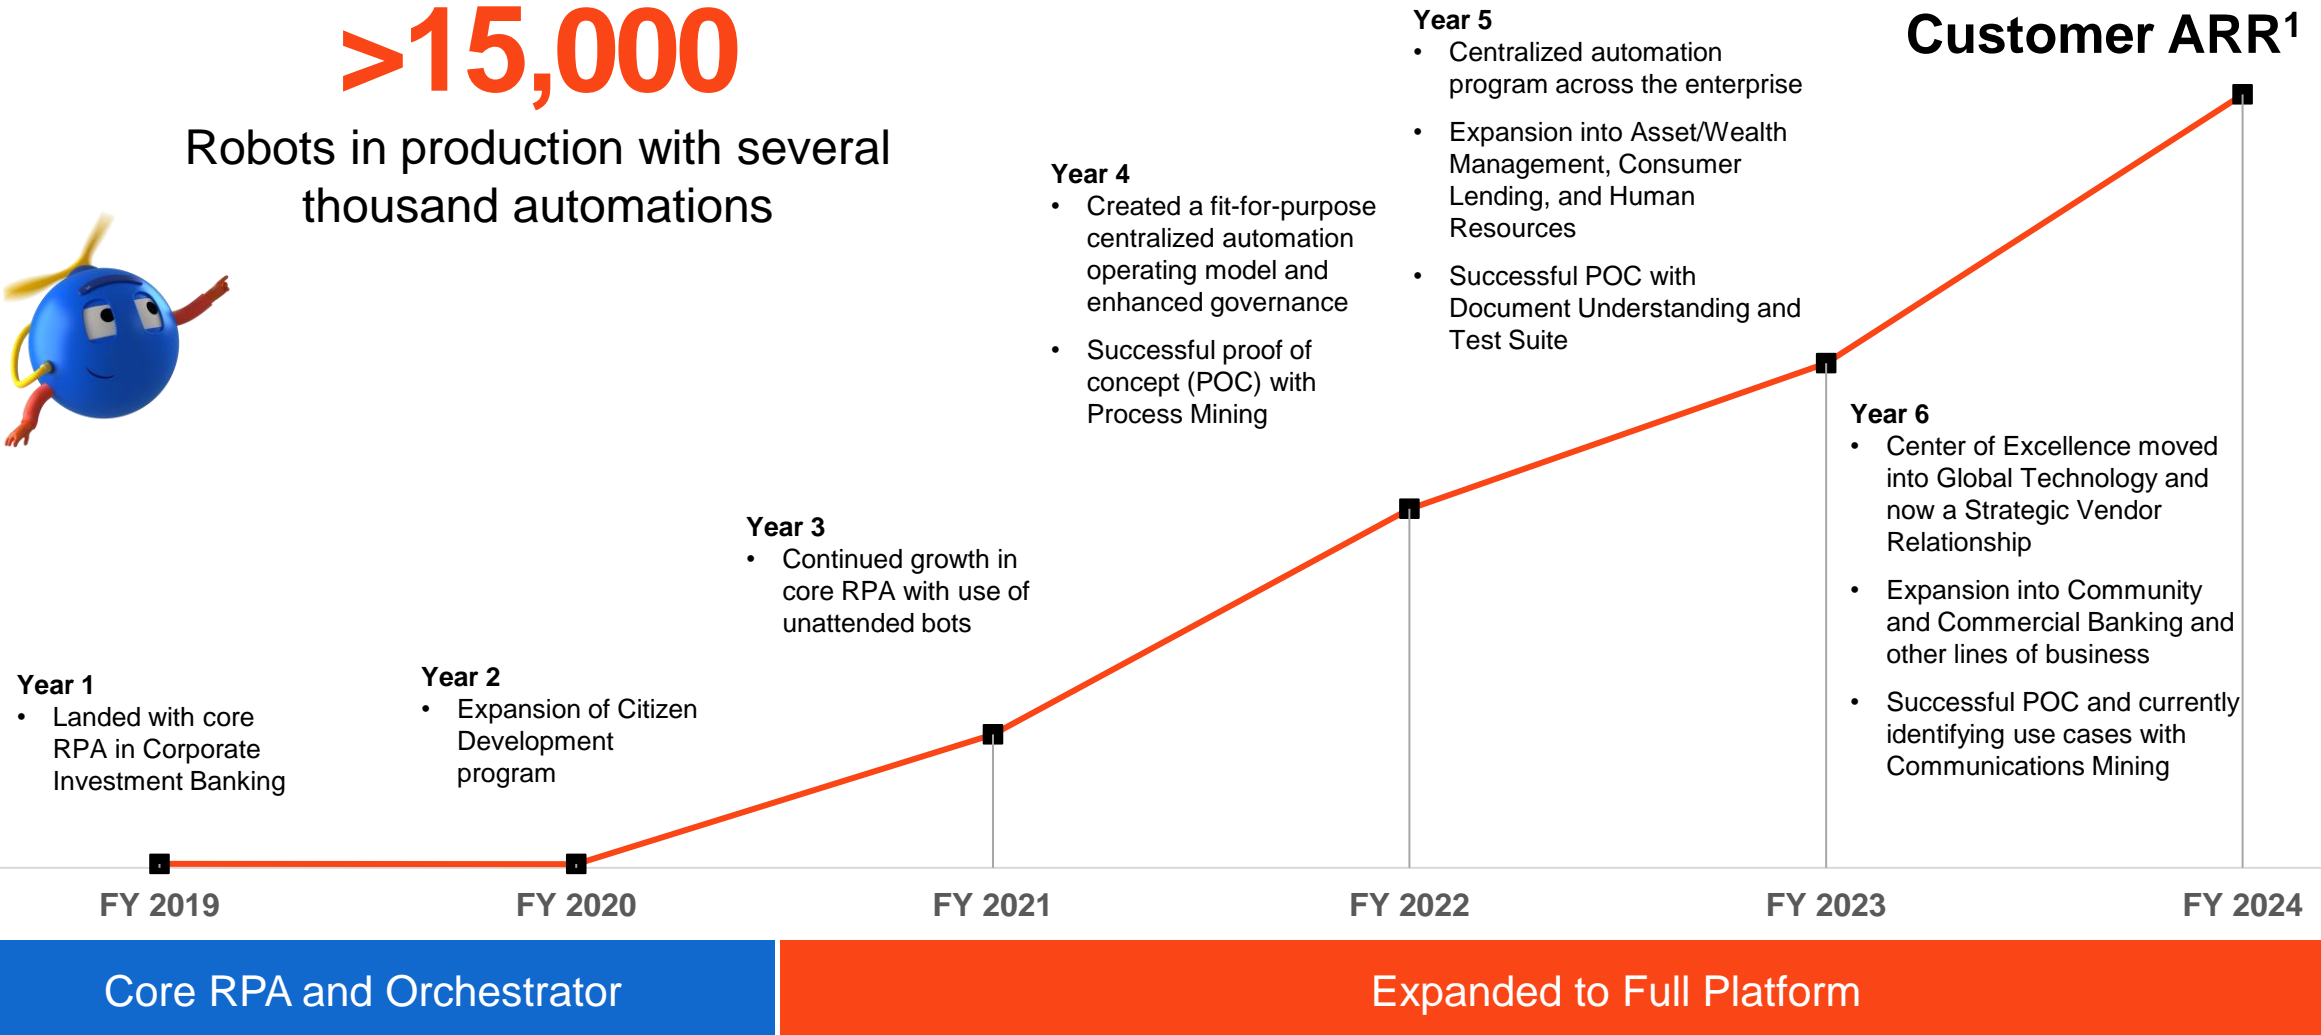 >15,000
Robots in production with several
thousand automations
Customer ARR1
Year 1
• Landed with core
RPA in Corporate
Investment Banking
Year 2
• Expansion of Citizen
Development
program
Year 3
• Continued growth in
core RPA with use of
unattended bots
Year 4
• Created a fit-for-purpose
centralized automation
operating model and
enhanced governance
• Successful proof of
concept (POC) with
Process Mining
Year 5
• Centralized automation
program across the enterprise
• Expansion into Asset/Wealth
Management, Consumer
Lending, and Human
Resources
• Successful POC with
Document Understanding and
Test Suite
Year 6
• Center of Excellence moved
into Global Technology and
now a Strategic Vendor
Relationship
• Expansion into Community
and Commercial Banking and
other lines of business
• Successful POC and currently
identifying use cases with
Communications Mining
FY 2019
FY 2020
FY 2021
FY 2022
FY 2023
FY 2024
Core RPA and Orchestrator
Expanded to Full Platform